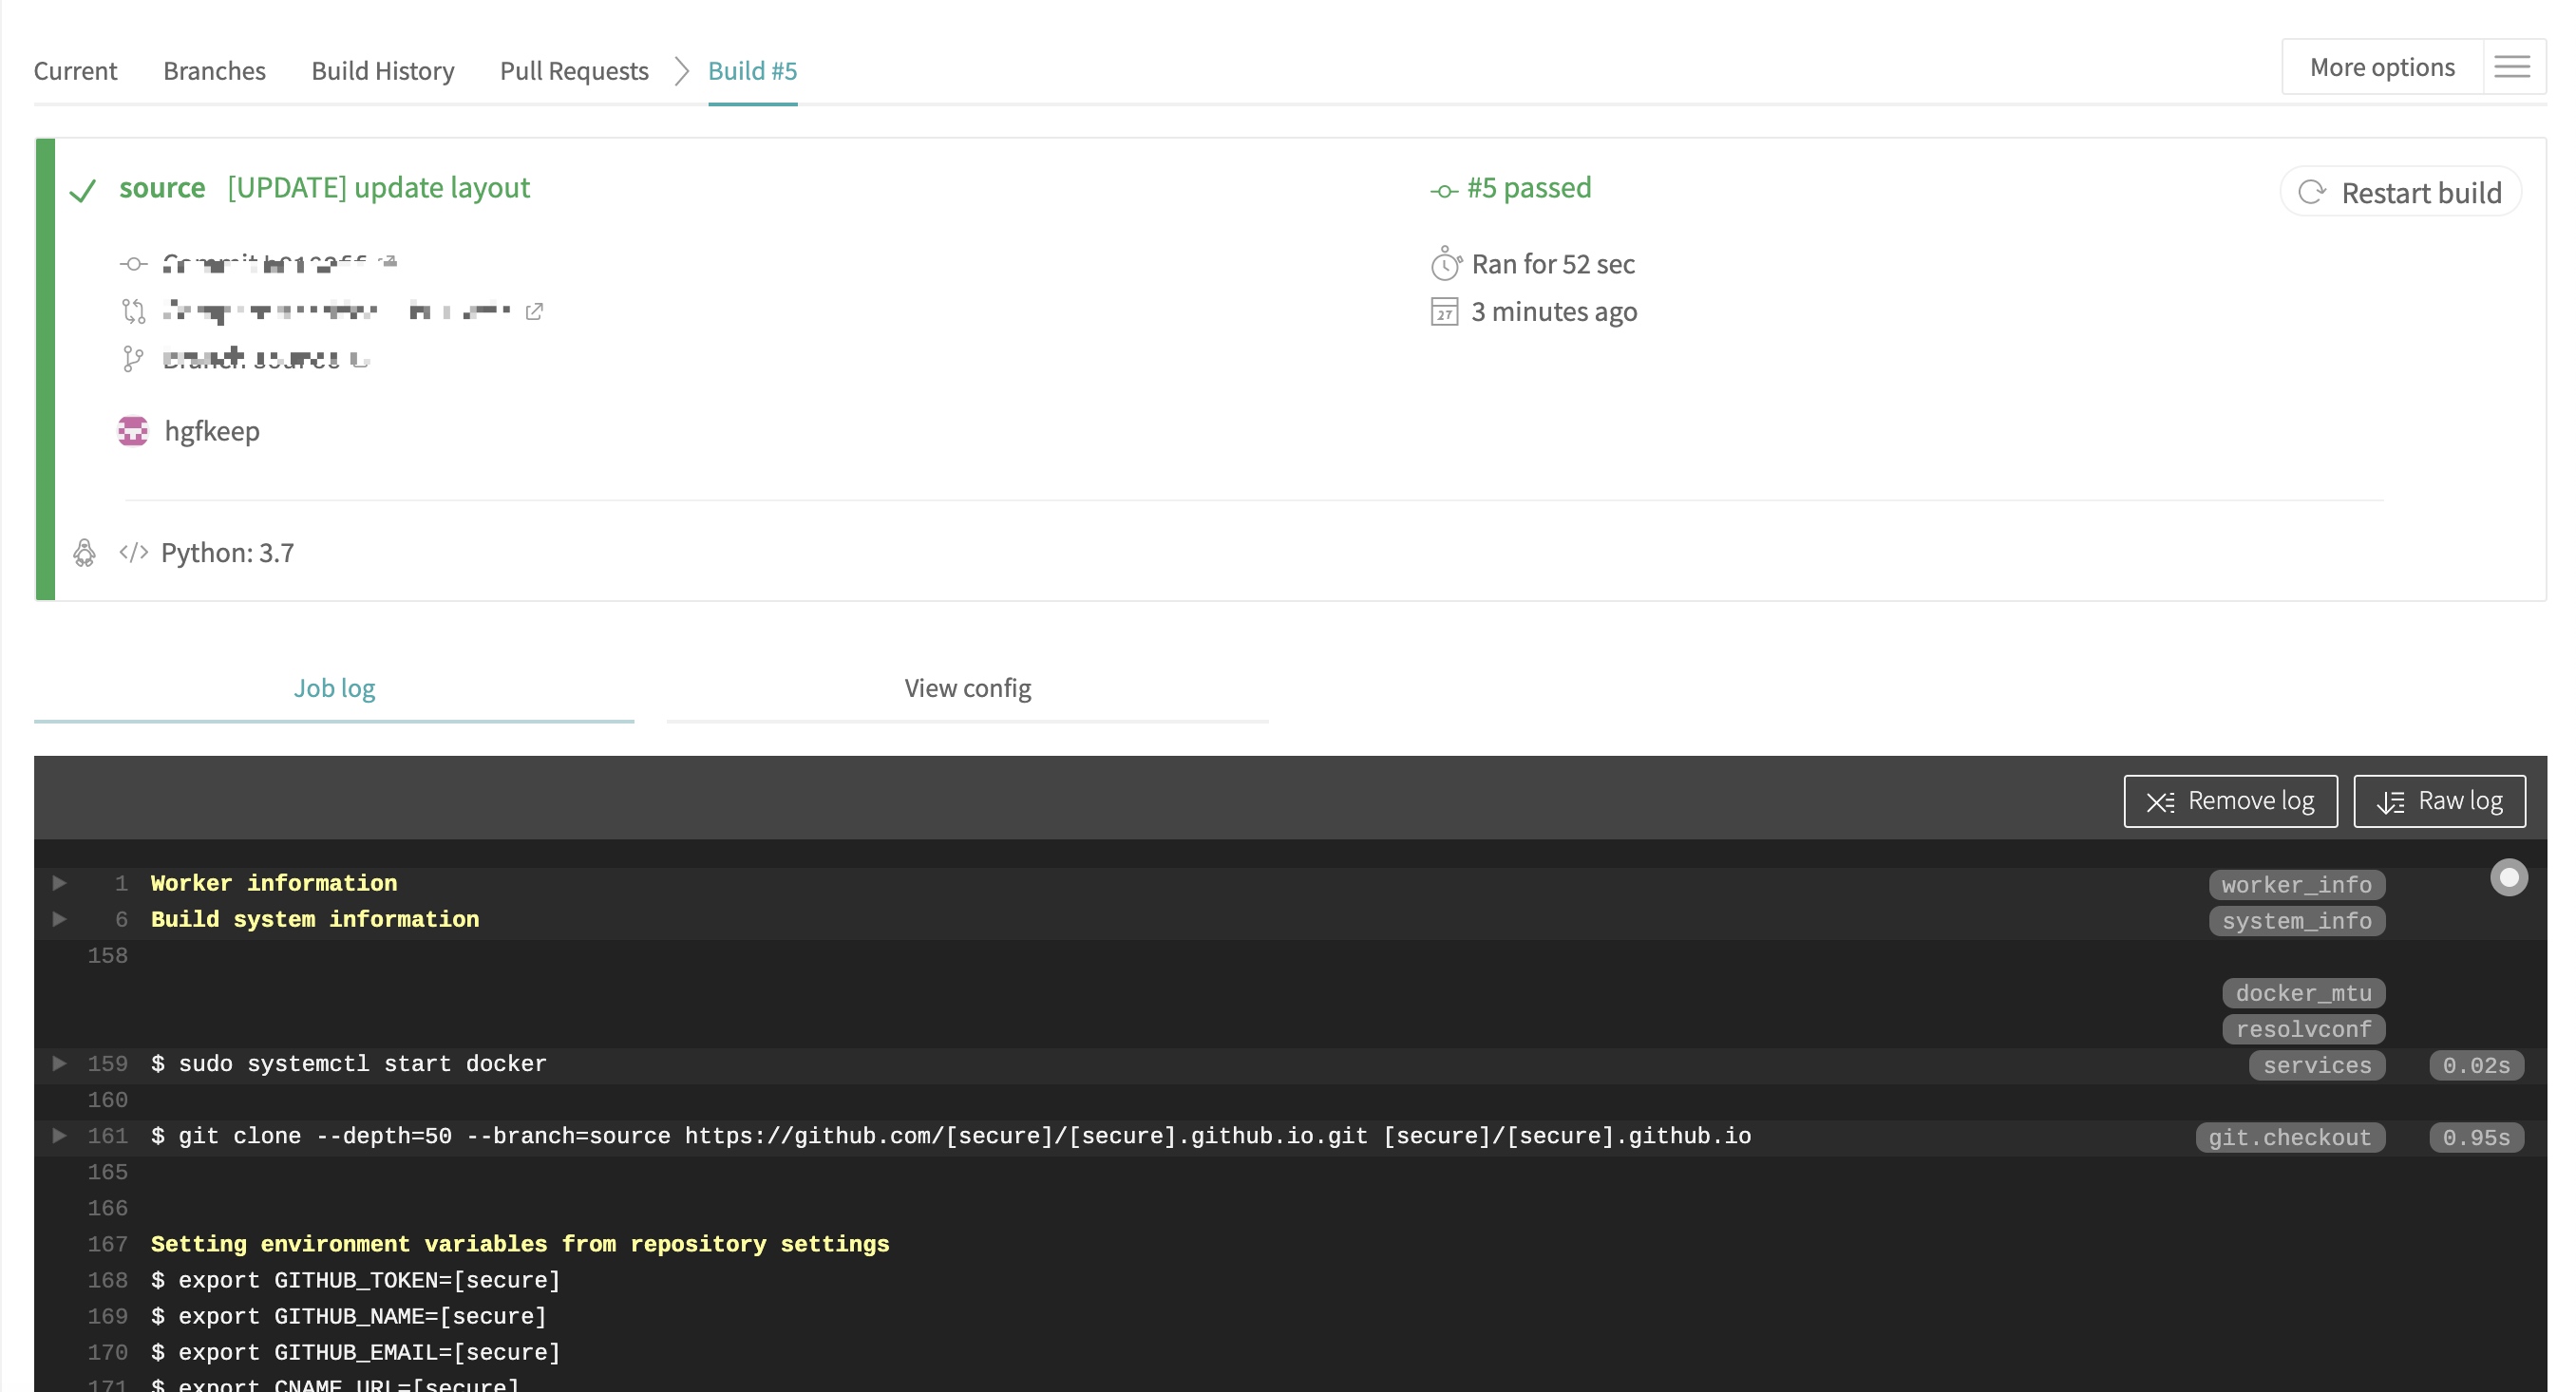 Current Branches Build History Pull Requests Build #5 More options
source [UPDATE] update layout
#5 passed
Restart build
Ran for 52 sec
27 3 minutes ago
hgfkeep
</> Python: 3.7
Job log View config
Remove log Raw log
1 Worker information worker_info
6 Build system information system_info
158
docker_mtu
resolvconf
159 $ sudo systemctl start docker services 0.02s
160
161 $ git clone --depth=50 --branch=source https://github.com/[secure]/[secure].github.io.git [secure]/[secure].github.io git.checkout 0.95s
165
166
167 Setting environment variables from repository settings
168 $ export GITHUB_TOKEN=[secure]
169 $ export GITHUB_NAME=[secure]
170 $ export GITHUB_EMAIL=[secure]
171 $ export CNAME_URL=[secure]